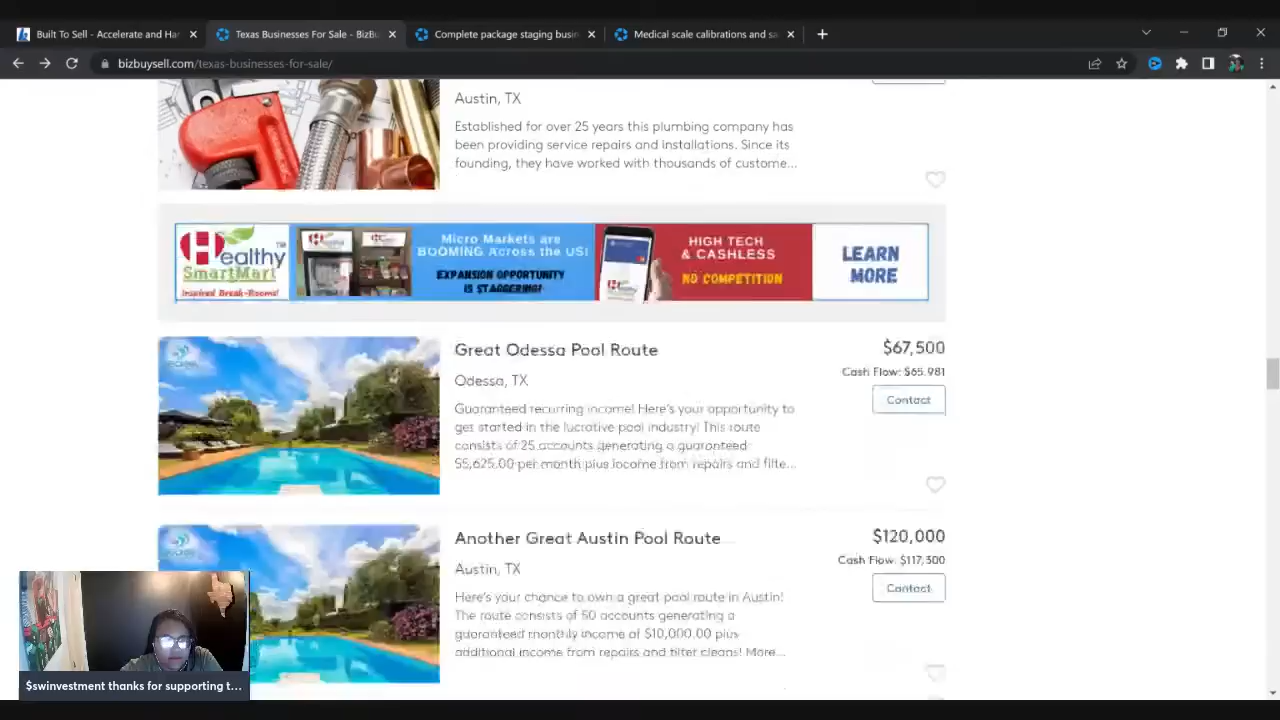 Built To Sell - Accelerate and Har
Texas Businesses For Sale - BizBu
Complete package staging busin
Medical scale calibrations and sa
bizbuysell.com/texas-businesses-for-sale/
Austin, TX
Established for over 25 years this plumbing company has
been providing service repairs and installations. Since its
founding, they have worked with thousands of custome...
Healthy
SmartMart
Inspired Break-Rooms!
Micro Markets are
BOOMING Across the US!
EXPANSION OPPORTUNITY
IS STAGGERING!
HIGH TECH
& CASHLESS
NO COMPETITION
LEARN
MORE
Great Odessa Pool Route
$67,500
Cash Flow: $65,981
Contact
Odessa, TX
Guaranteed recurring income! Here's your opportunity to
get started in the lucrative pool industry! This route
consists of 25 accounts generating a guaranteed
$5,625.00 per month plus income from repairs and filte...
Another Great Austin Pool Route
$120,000
Cash Flow: $117,300
Contact
Austin, TX
Here's your chance to own a great pool route in Austin!
The route consists of 50 accounts generating a
guaranteed monthly income of $10,000.00 plus
additional income from repairs and filter cleans! More...
$swinvestment thanks for supporting t...